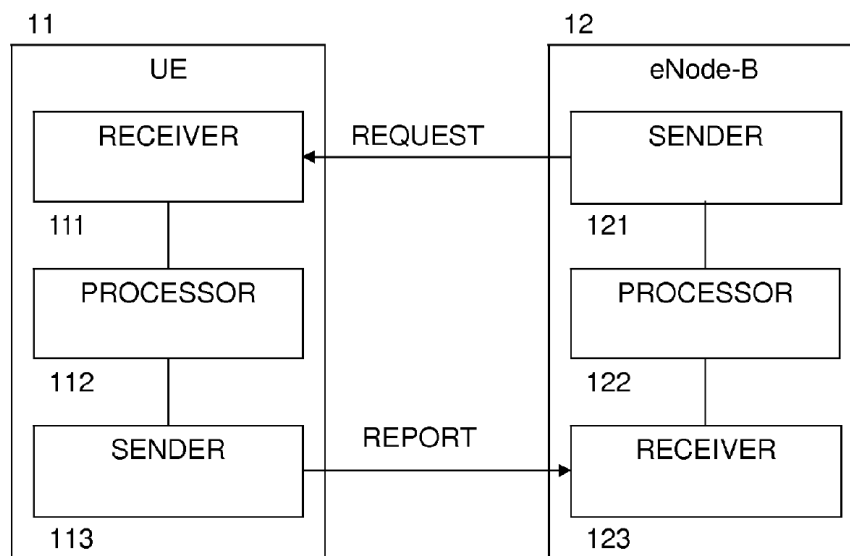 11
12
UE
eNode-B
RECEIVER
REQUEST
SENDER
111
121
PROCESSOR
PROCESSOR
112
122
SENDER
REPORT
RECEIVER
113
123